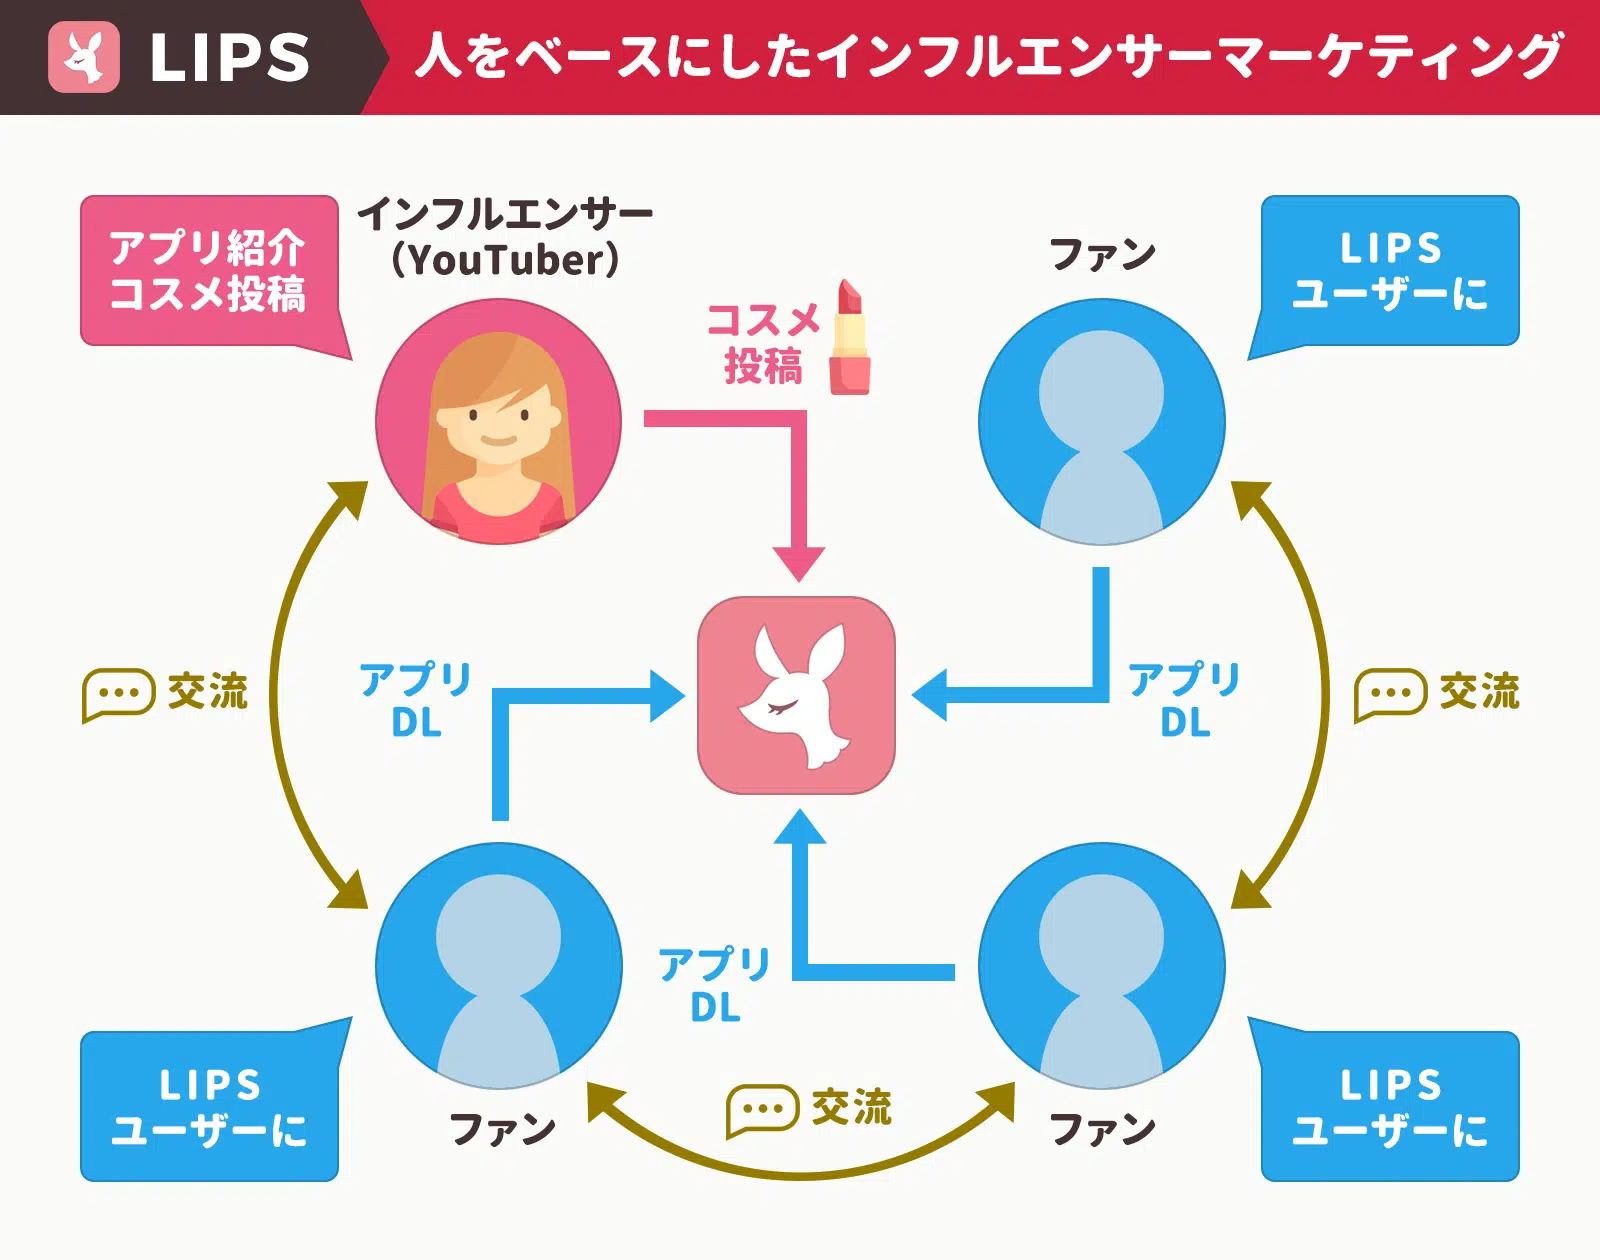 LIPS
人をベースにしたインフルエンサーマーケティング
アプリ紹介
コスメ投稿
インフルエンサー
（YouTuber）
コスメ
投稿
ファン
LIPS
ユーザーに
交流
アプリ
DL
アプリ
DL
交流
アプリ
DL
LIPS
ユーザーに
ファン
交流
ファン
LIPS
ユーザーに